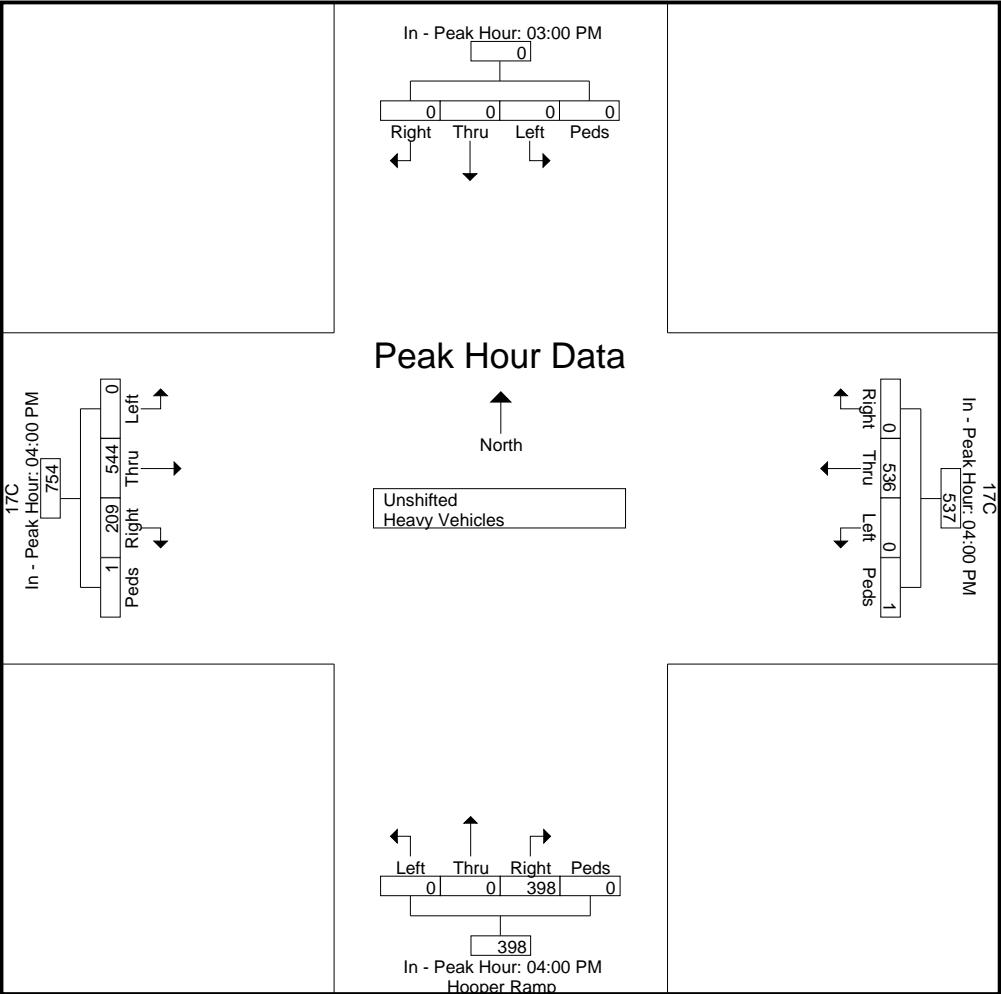 In - Peak Hour: 03:00 PM
0
0 0 0 0
Right Thru Left Peds
Peak Hour Data
North
Unshifted
Heavy Vehicles
17C
In - Peak Hour: 04:00 PM
754
0 544 209 1
Left Thru Right Peds
17C
In - Peak Hour: 04:00 PM
537
0 536 0 1
Right Thru Left Peds
Left Thru Right Peds
0 0 398 0
398
In - Peak Hour: 04:00 PM
Hooper Ramp